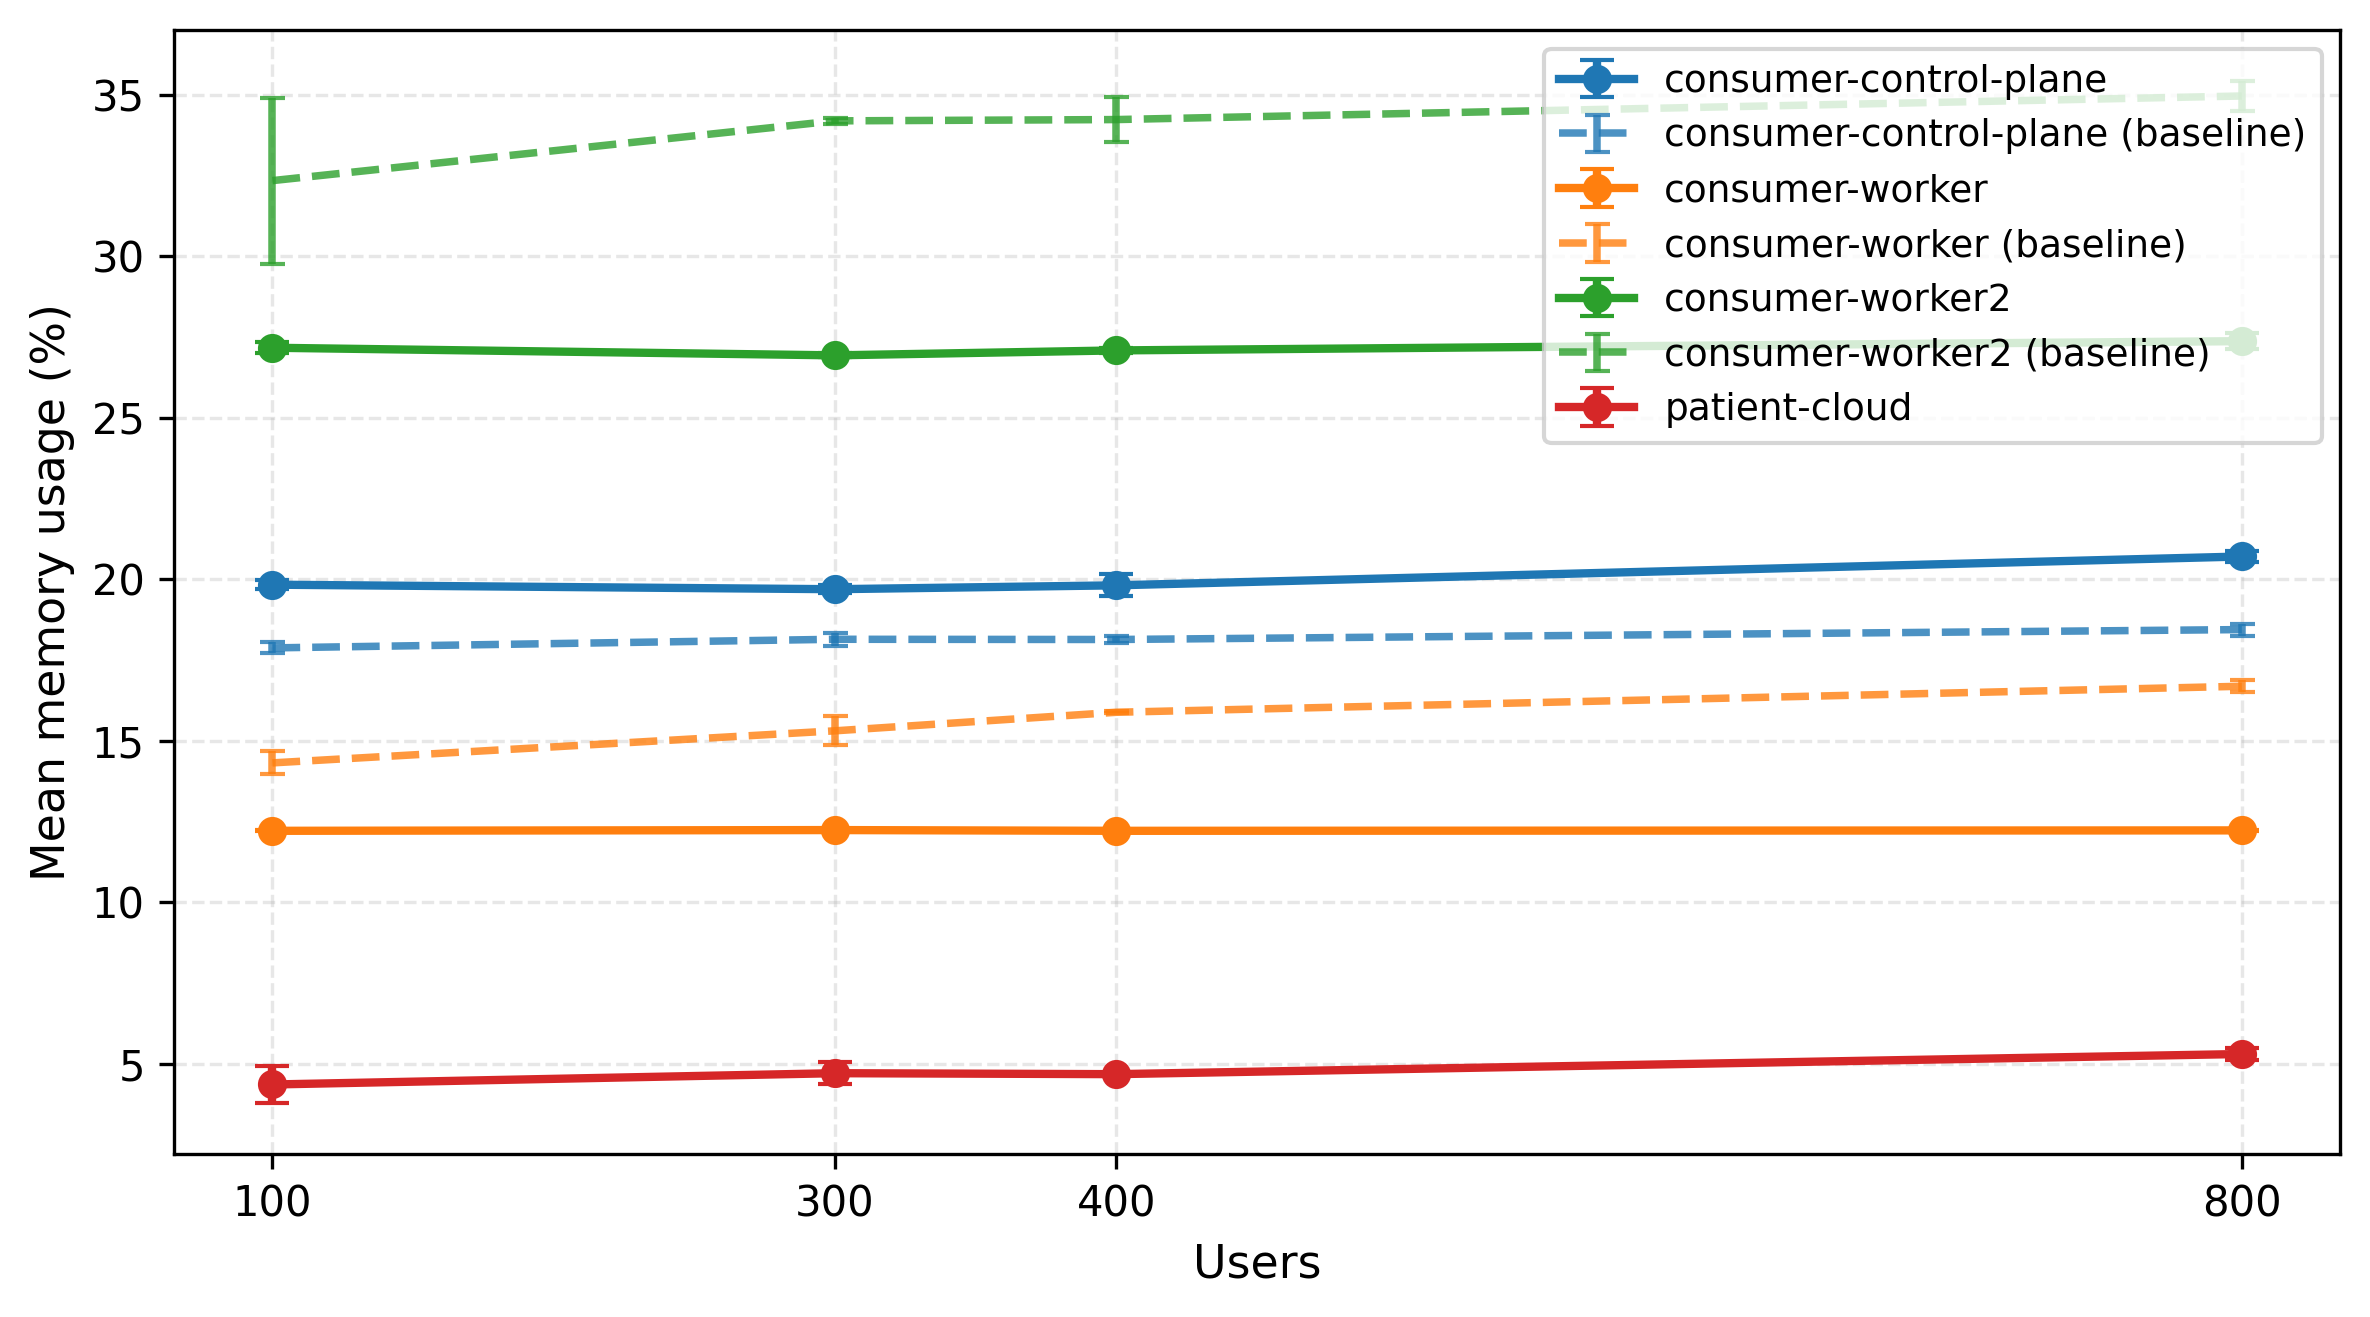 Mean memory usage (%)
35
30
25
20
15
10
5
consumer-control-plane
consumer-control-plane (baseline)
consumer-worker
consumer-worker (baseline)
consumer-worker2
consumer-worker2 (baseline)
patient-cloud
100 300 400 800
Users